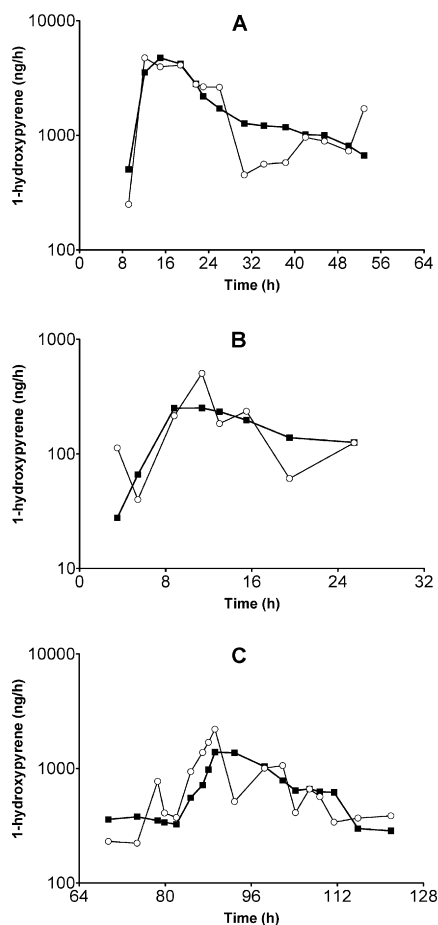 A
10000
1000
100
1-hydroxypyrene (ng/h)
0 8 16 24 32 40 48 56 64
Time (h)
B
1000
100
10
1-hydroxypyrene (ng/h)
0 8 16 24 32
Time (h)
C
10000
1000
100
1-hydroxypyrene (ng/h)
64 80 96 112 128
Time (h)